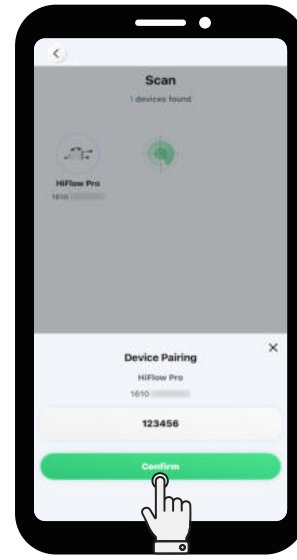 Scan
1 devices found
HiFlow Pro
1610
Device Pairing
HiFlow Pro
1610
123456
Confirm